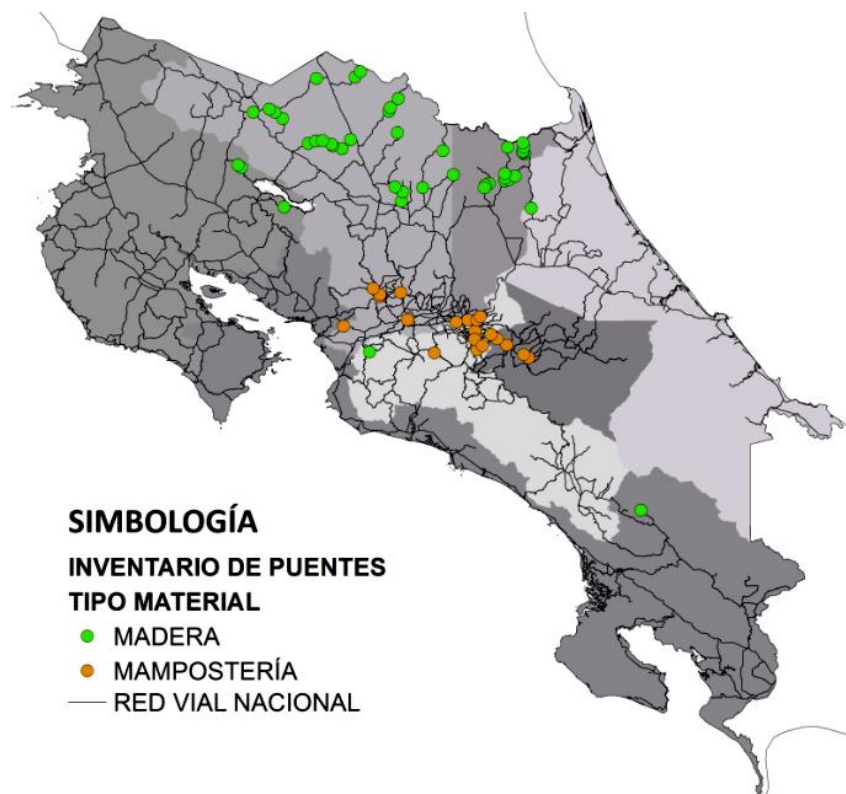 SIMBOLOGÍA
INVENTARIO DE PUENTES
TIPO MATERIAL
MADERA
MAMPOSTERÍA
RED VIAL NACIONAL